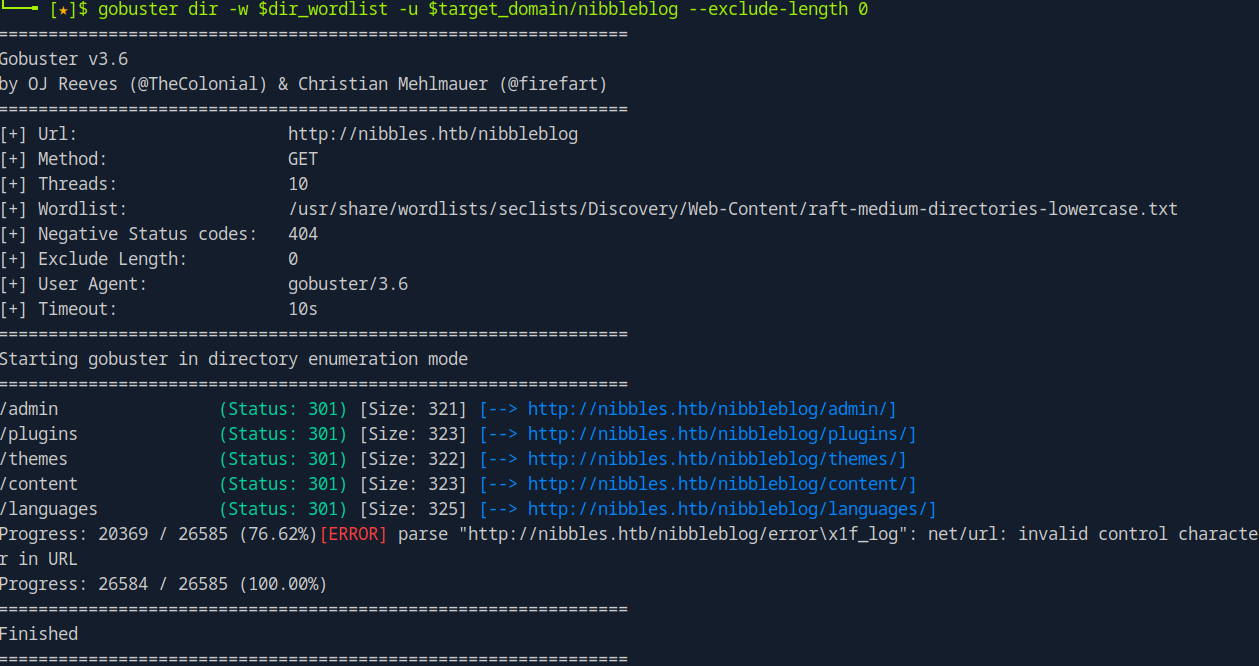 [★]$ gobuster dir -w $dir_wordlist -u $target_domain/nibbleblog --exclude-length 0
===============================================================
Gobuster v3.6
by OJ Reeves (@TheColonial) & Christian Mehlmauer (@firefart)
===============================================================
[+] Url:                     http://nibbles.htb/nibbleblog
[+] Method:                  GET
[+] Threads:                 10
[+] Wordlist:                /usr/share/wordlists/seclists/Discovery/Web-Content/raft-medium-directories-lowercase.txt
[+] Negative Status codes:   404
[+] Exclude Length:          0
[+] User Agent:              gobuster/3.6
[+] Timeout:                 10s
===============================================================
Starting gobuster in directory enumeration mode
===============================================================
/admin                (Status: 301) [Size: 321] [--> http://nibbles.htb/nibbleblog/admin/]
/plugins              (Status: 301) [Size: 323] [--> http://nibbles.htb/nibbleblog/plugins/]
/themes               (Status: 301) [Size: 322] [--> http://nibbles.htb/nibbleblog/themes/]
/content              (Status: 301) [Size: 323] [--> http://nibbles.htb/nibbleblog/content/]
/languages            (Status: 301) [Size: 325] [--> http://nibbles.htb/nibbleblog/languages/]
Progress: 20369 / 26585 (76.62%)[ERROR] parse "http://nibbles.htb/nibbleblog/error\x1f_log": net/url: invalid control characte
r in URL
Progress: 26584 / 26585 (100.00%)
===============================================================
Finished
===============================================================